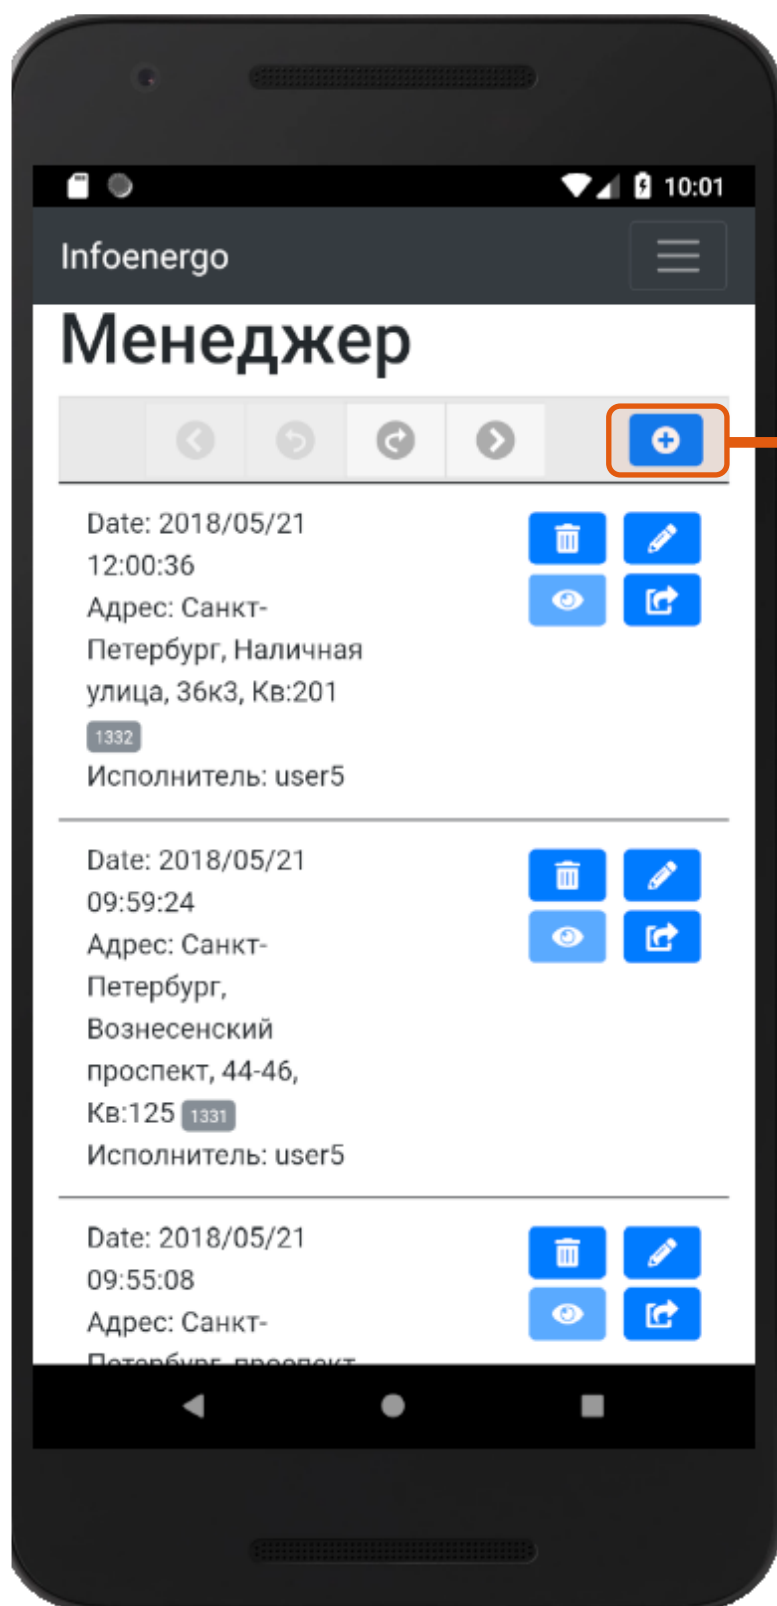 10:01
Infoenergo
Менеджер
Date: 2018/05/21
12:00:36
Адрес: Санкт-
Петербург, Наличная
улица, 36к3, Кв:201
1332
Исполнитель: user5
Date: 2018/05/21
09:59:24
Адрес: Санкт-
Петербург,
Вознесенский
проспект, 44-46,
Кв:125 1331
Исполнитель: user5
Date: 2018/05/21
09:55:08
Адрес: Санкт-
Петербург, проспект